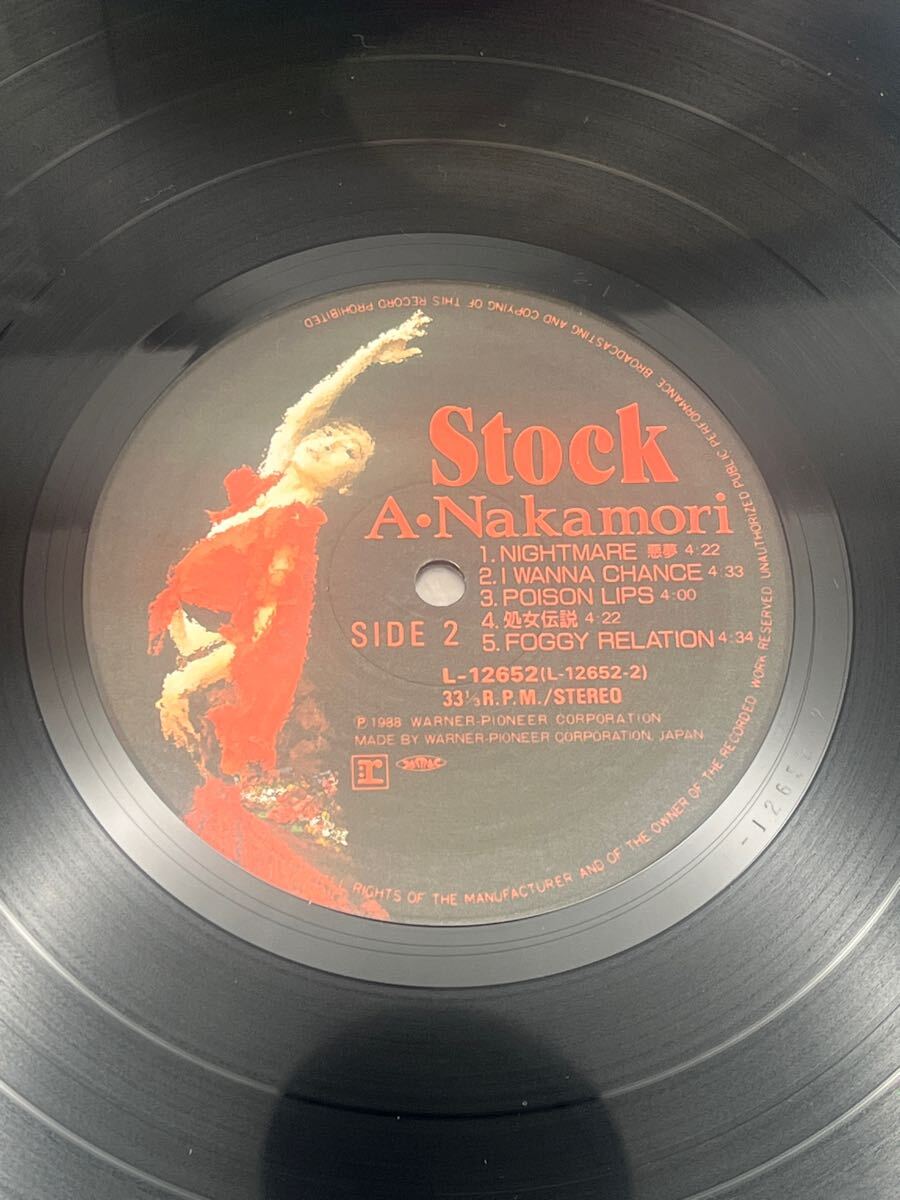 Stock
A・Nakamori
1. NIGHTMARE 悪夢 4:22
2. I WANNA CHANCE 4:33
3. POISON LIPS 4:00
4. 処女伝説 4:22
5. FOGGY RELATION 4:34
SIDE 2
L-12652(L-12652-2)
33⅓R.P.M./STEREO
Ⓟ1988 WARNER-PIONEER CORPORATION
MADE BY WARNER-PIONEER CORPORATION, JAPAN
RIGHTS OF THE MANUFACTURER AND OF THE OWNER OF THE RECORDED WORK RESERVED UNAUTHORIZED PUBLIC PERFORMANCE BROADCASTING AND COPYING OF THIS RECORD PROHIBITED